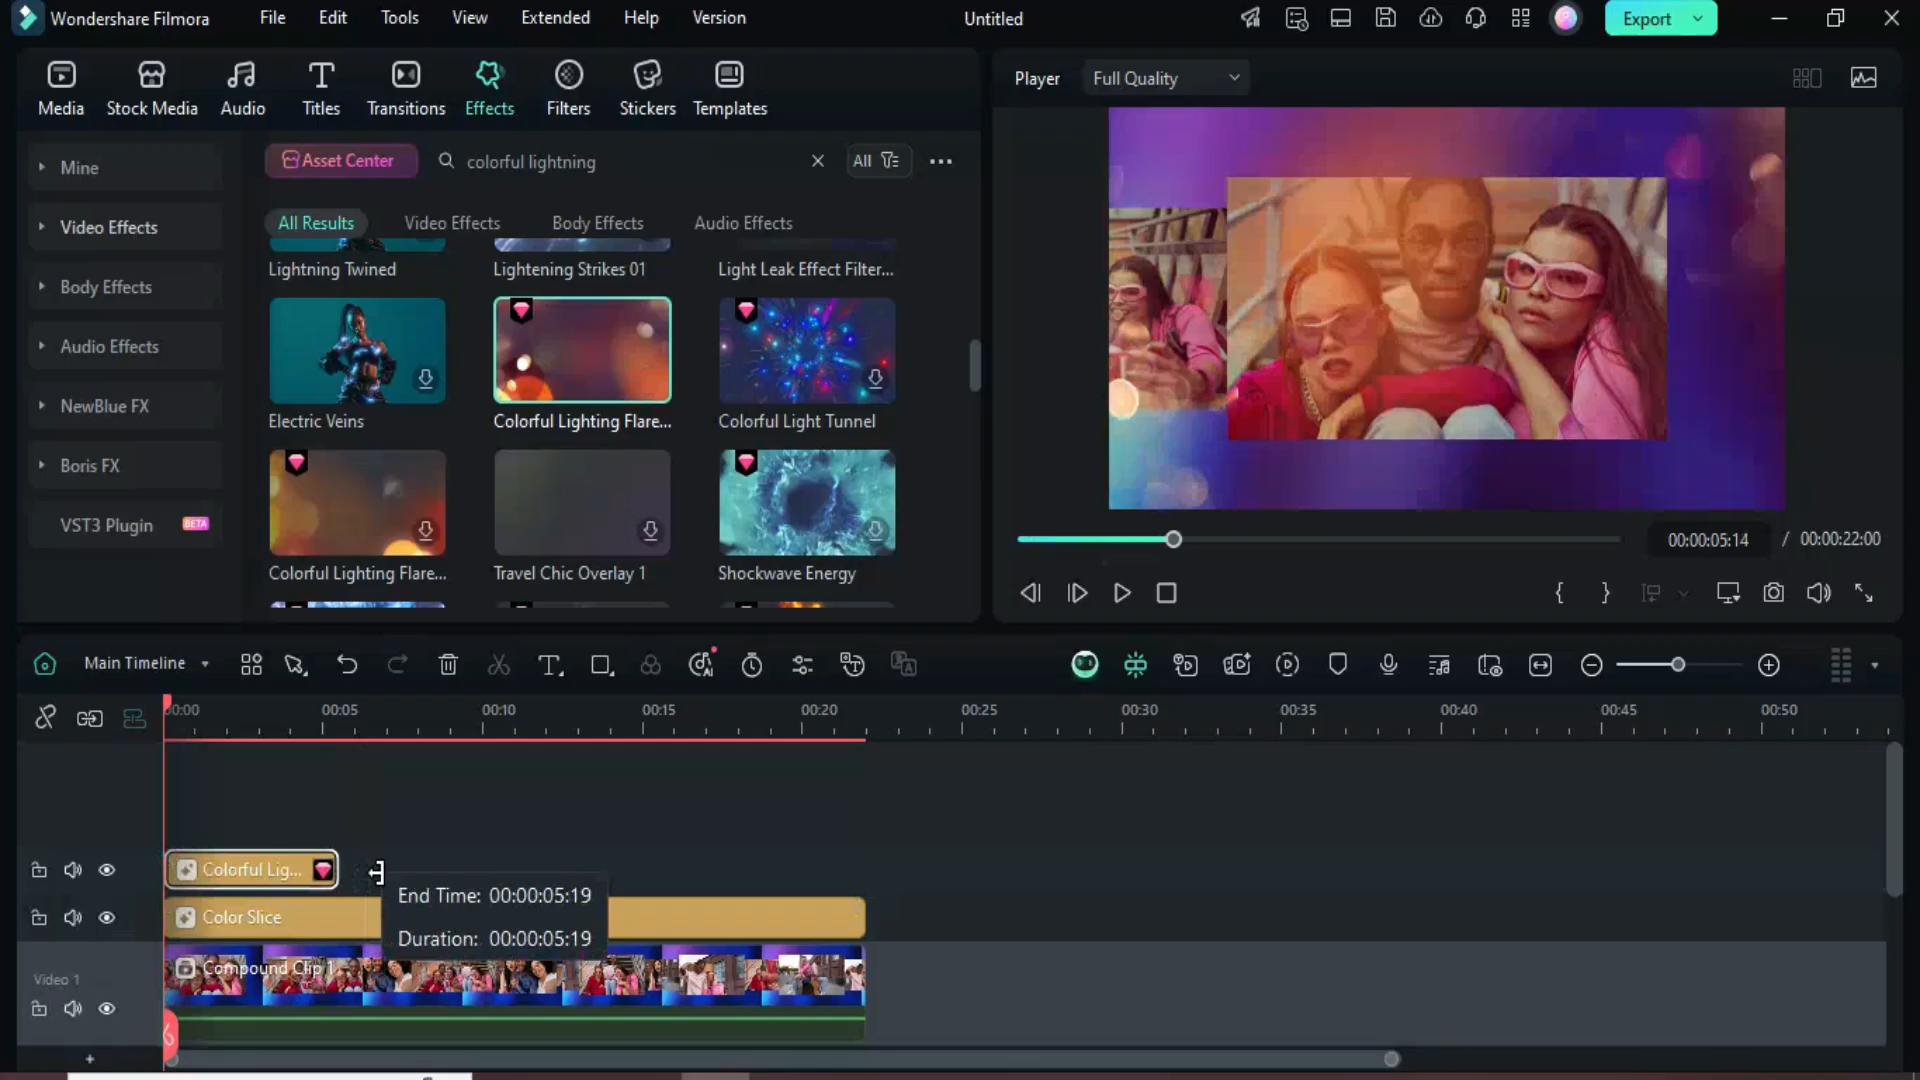 Wondershare Filmora
File
Edit
Tools
View
Extended
Help
Version
Untitled
Export
Media
Stock Media
Audio
Titles
Transitions
Effects
Filters
Stickers
Templates
Player
Full Quality
Mine
Video Effects
Body Effects
Audio Effects
NewBlue FX
Boris FX
VST3 Plugin
BETA
Asset Center
colorful lightning
All
All Results
Video Effects
Body Effects
Audio Effects
Lightning Twined
Lightening Strikes 01
Light Leak Effect Filter...
Electric Veins
Colorful Lighting Flare...
Colorful Light Tunnel
Colorful Lighting Flare...
Travel Chic Overlay 1
Shockwave Energy
00:00:05:14 / 00:00:22:00
Main Timeline
00:00
00:05
00:10
00:15
00:20
00:25
00:30
00:35
00:40
00:45
00:50
Colorful Lig...
End Time: 00:00:05:19
Color Slice
Duration: 00:00:05:19
Compound Clip 1
Video 1